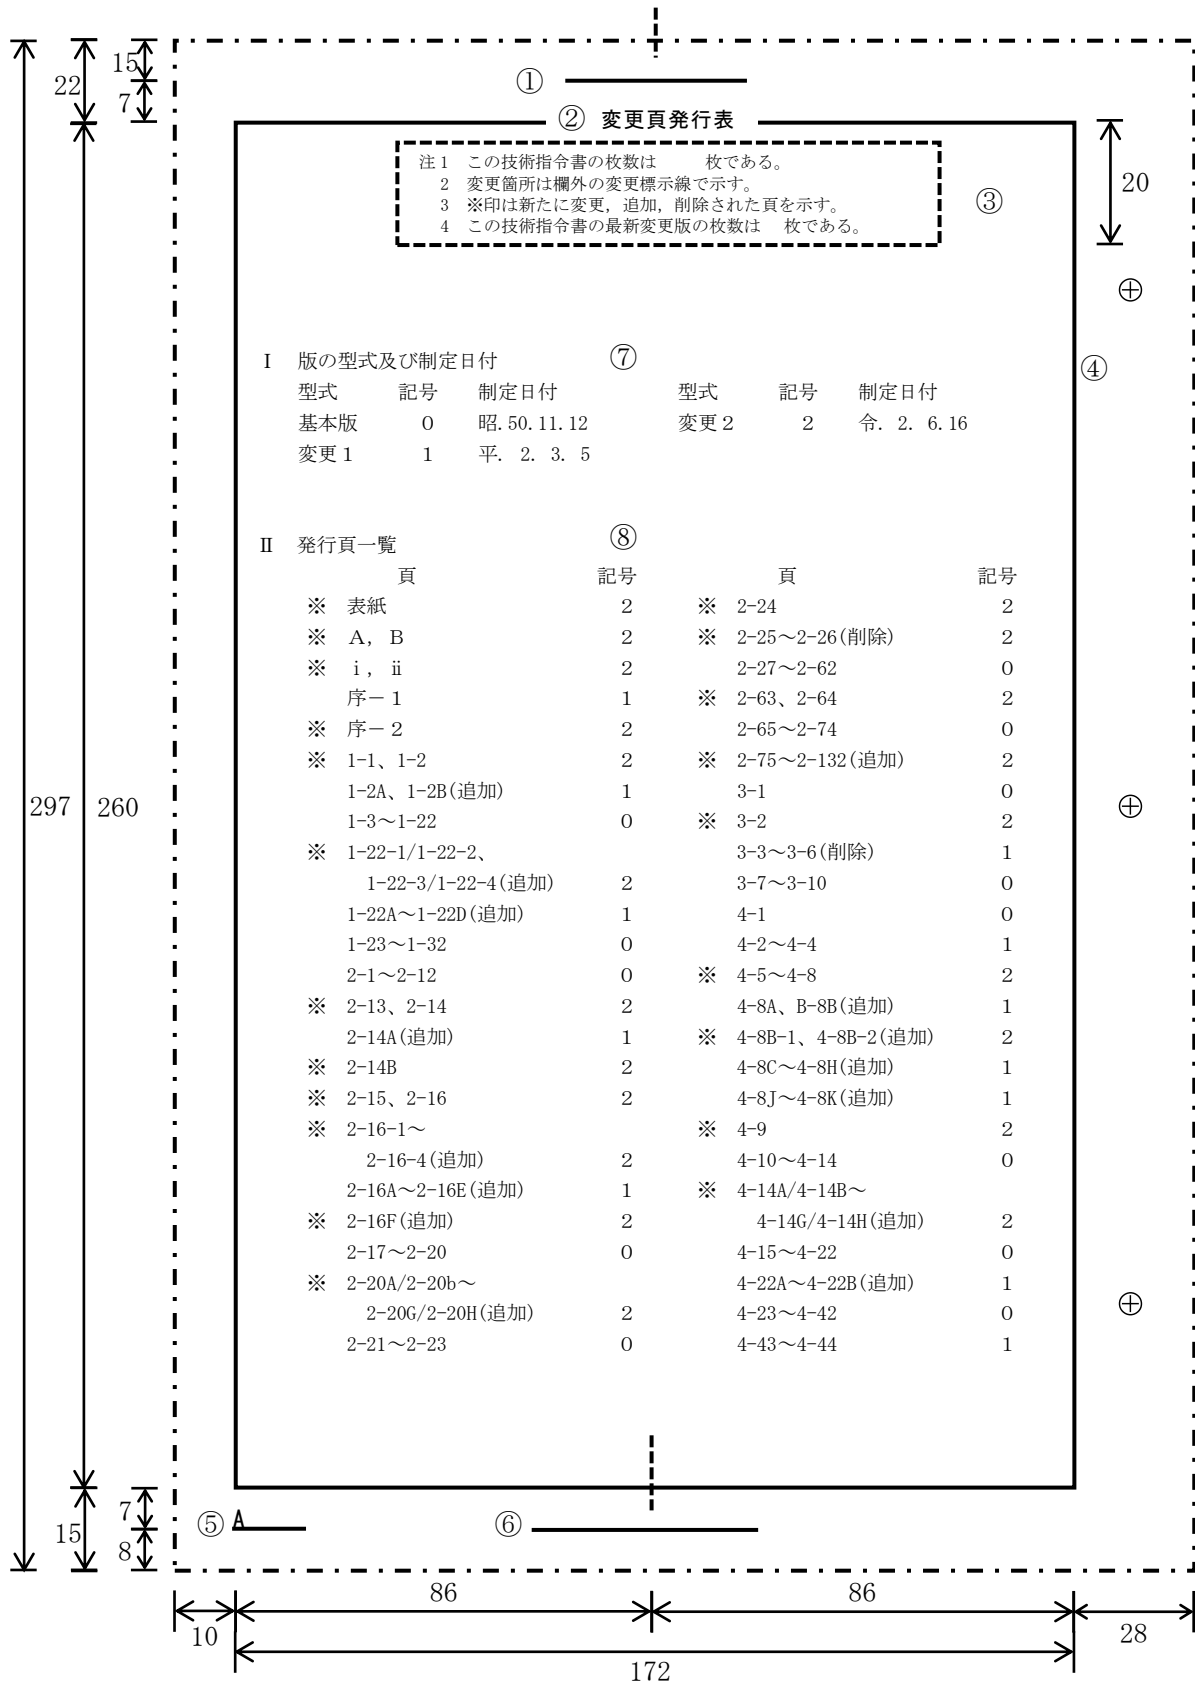 15
22
7
①
② 変更頁発行表
注1 この技術指令書の枚数は　　枚である。
2 変更箇所は欄外の変更標示線で示す。
3 ※印は新たに変更，追加，削除された頁を示す。
4 この技術指令書の最新変更版の枚数は　枚である。
③
20
④
Ⅰ 版の型式及び制定日付 ⑦
型式 記号 制定日付 型式 記号 制定日付
基本版 0 昭.50.11.12 変更2 2 令. 2. 6.16
変更1 1 平. 2. 3. 5
Ⅱ 発行頁一覧 ⑧
頁 記号 頁 記号
※ 表紙 2 ※ 2-24 2
※ A，B 2 ※ 2-25～2-26(削除) 2
※ ⅰ，ⅱ 2 2-27～2-62 0
序－1 1 ※ 2-63、2-64 2
※ 序－2 2 2-65～2-74 0
※ 1-1、1-2 2 ※ 2-75～2-132(追加) 2
1-2A、1-2B(追加) 1 3-1 0
297 260 1-3～1-22 0 ※ 3-2 2
※ 1-22-1/1-22-2、 3-3～3-6(削除) 1
1-22-3/1-22-4(追加) 2 3-7～3-10 0
1-22A～1-22D(追加) 1 4-1 0
1-23～1-32 0 4-2～4-4 1
2-1～2-12 0 ※ 4-5～4-8 2
※ 2-13、2-14 2 4-8A、B-8B(追加) 1
2-14A(追加) 1 ※ 4-8B-1、4-8B-2(追加) 2
※ 2-14B 2 4-8C～4-8H(追加) 1
※ 2-15、2-16 2 4-8J～4-8K(追加) 1
※ 2-16-1～ ※ 4-9 2
2-16-4(追加) 2 4-10～4-14 0
2-16A～2-16E(追加) 1 ※ 4-14A/4-14B～
※ 2-16F(追加) 2 4-14G/4-14H(追加) 2
2-17～2-20 0 4-15～4-22 0
※ 2-20A/2-20b～ 4-22A～4-22B(追加) 1
2-20G/2-20H(追加) 2 4-23～4-42 0
2-21～2-23 0 4-43～4-44 1
7
15
8
⑤ A ⑥
86 86
10 28
172